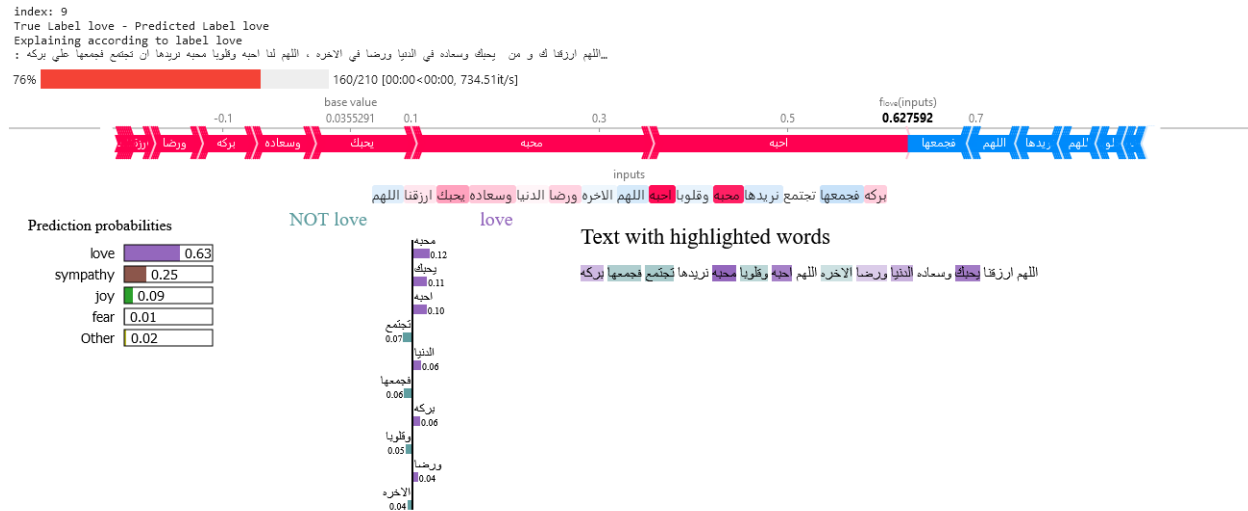 index: 9
True Label love - Predicted Label love
Explaining according to label love
: اللهم ارزقنا ك و من يحبك وسعاده في الدنيا ورضا في الاخره ، اللهم لنا احبه وقلوبا محبه نريدها ان تجتمع فجمعها علي بركه…
76% 160/210 [00:00<00:00, 734.51it/s]
base value flove(inputs)
-0.1 0.0355291 0.1 0.3 0.5 0.627592 0.7
ورضا بركه وسعاده يحبك محبه احبه فجمعها اللهم
inputs
اللهم ارزقنا يحبك وسعاده الدنيا ورضا الاخره اللهم احبه وقلوبا محبه نريدها تجتمع فجمعها بركه
NOT love love
Prediction probabilities
love 0.63
sympathy 0.25
joy 0.09
fear 0.01
Other 0.02
محبه
0.12
يحبك
0.11
احبه
0.10
تجتمع
0.07
الدنيا
0.06
فجمعها
0.06
بركه
0.06
وقلوبا
0.05
ورضا
0.04
الاخره
0.04
Text with highlighted words
اللهم ارزقنا يحبك وسعاده الدنيا ورضا الاخره اللهم احبه وقلوبا محبه نريدها تجتمع فجمعها بركه